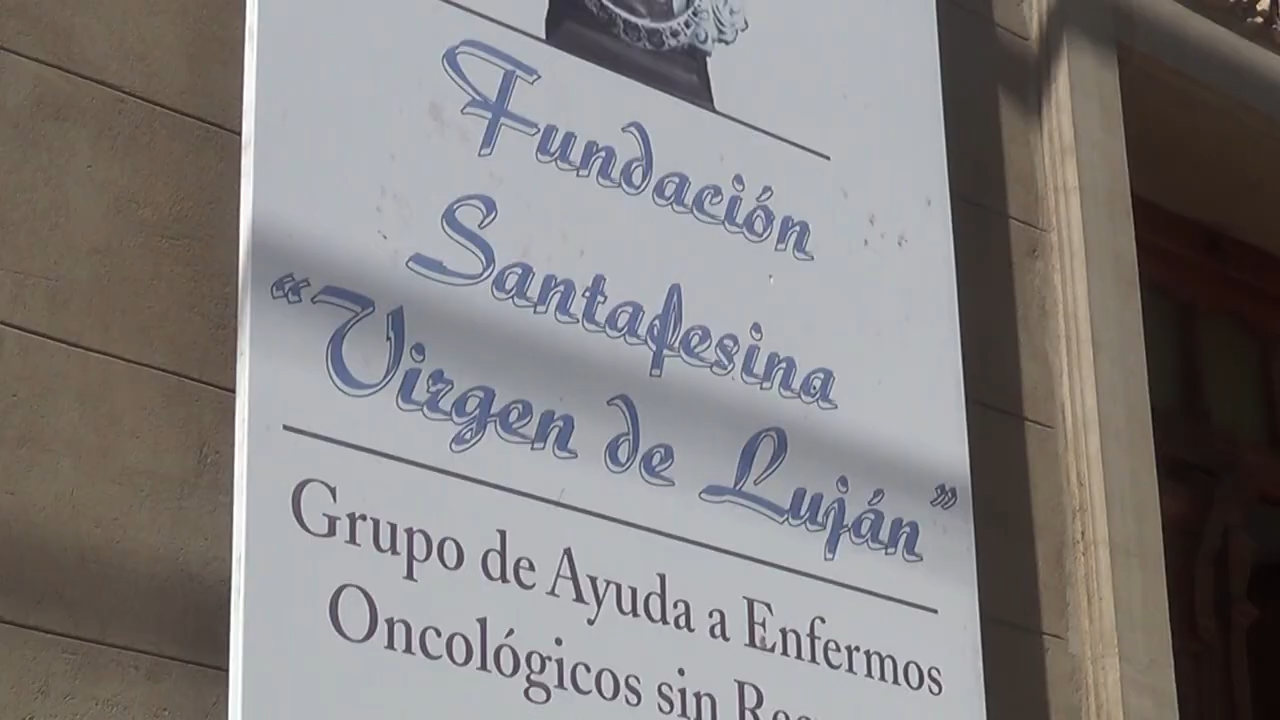 Fundación
Santafesina
“Virgen de Luján”
Grupo de Ayuda a Enfermos
Oncológicos sin